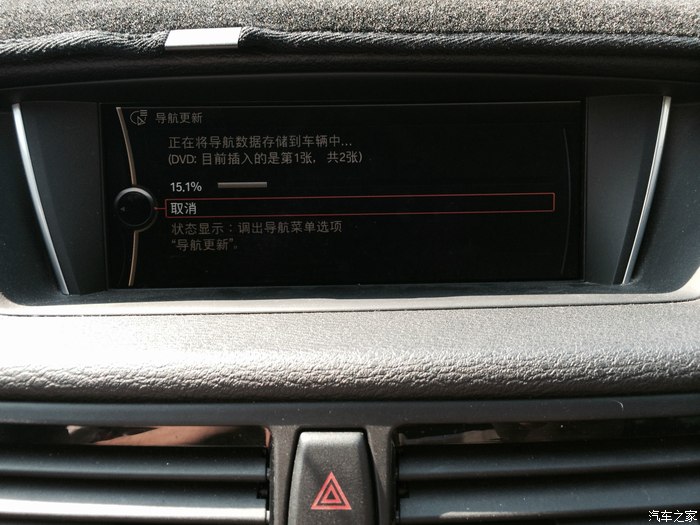 导航更新
正在将导航数据存储到车辆中...
(DVD: 目前插入的是第1张, 共2张)
15.1%
取消
状态显示：调出导航菜单选项
“导航更新”。
汽车之家